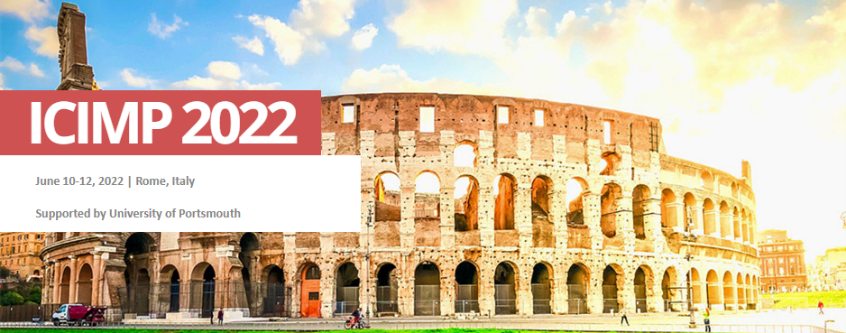 ICIMP 2022
June 10-12, 2022 | Rome, Italy
Supported by University of Portsmouth